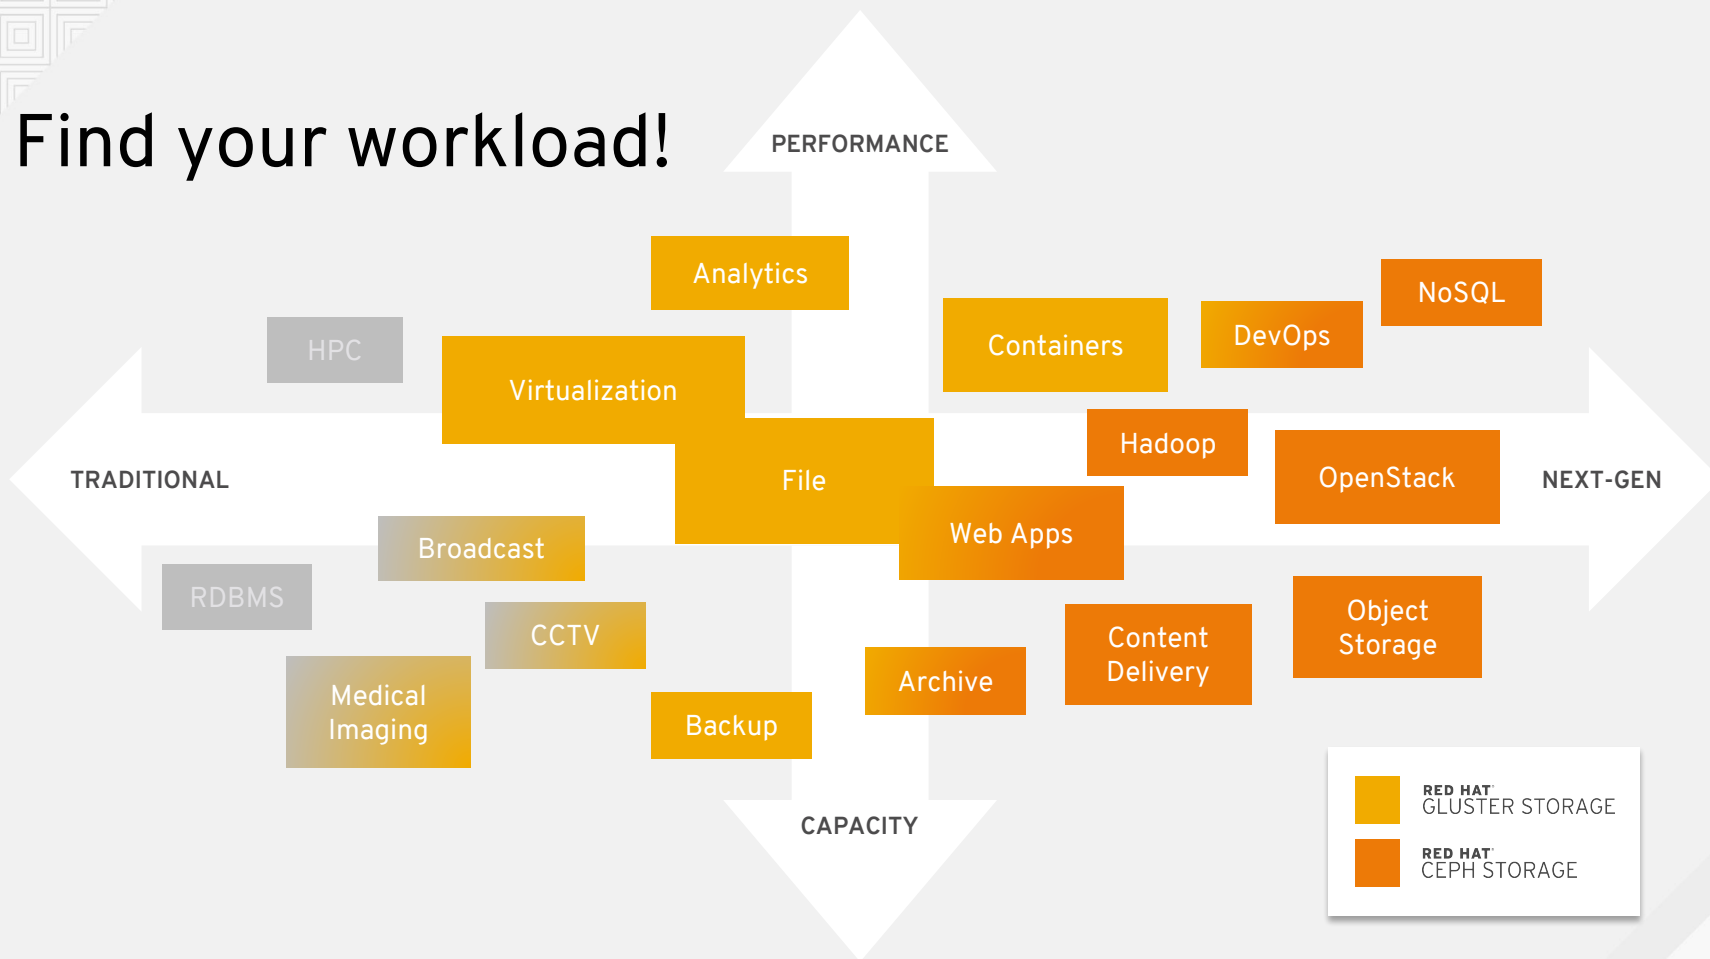 Find your workload!
PERFORMANCE
Analytics
NoSQL
Containers
DevOps
HPC
Virtualization
Hadoop
File
OpenStack
TRADITIONAL
NEXT-GEN
Web Apps
Broadcast
RDBMS
CCTV
Object
Storage
Content
Delivery
Archive
Medical
Imaging
Backup
CAPACITY
RED HAT®
GLUSTER STORAGE
RED HAT®
CEPH STORAGE